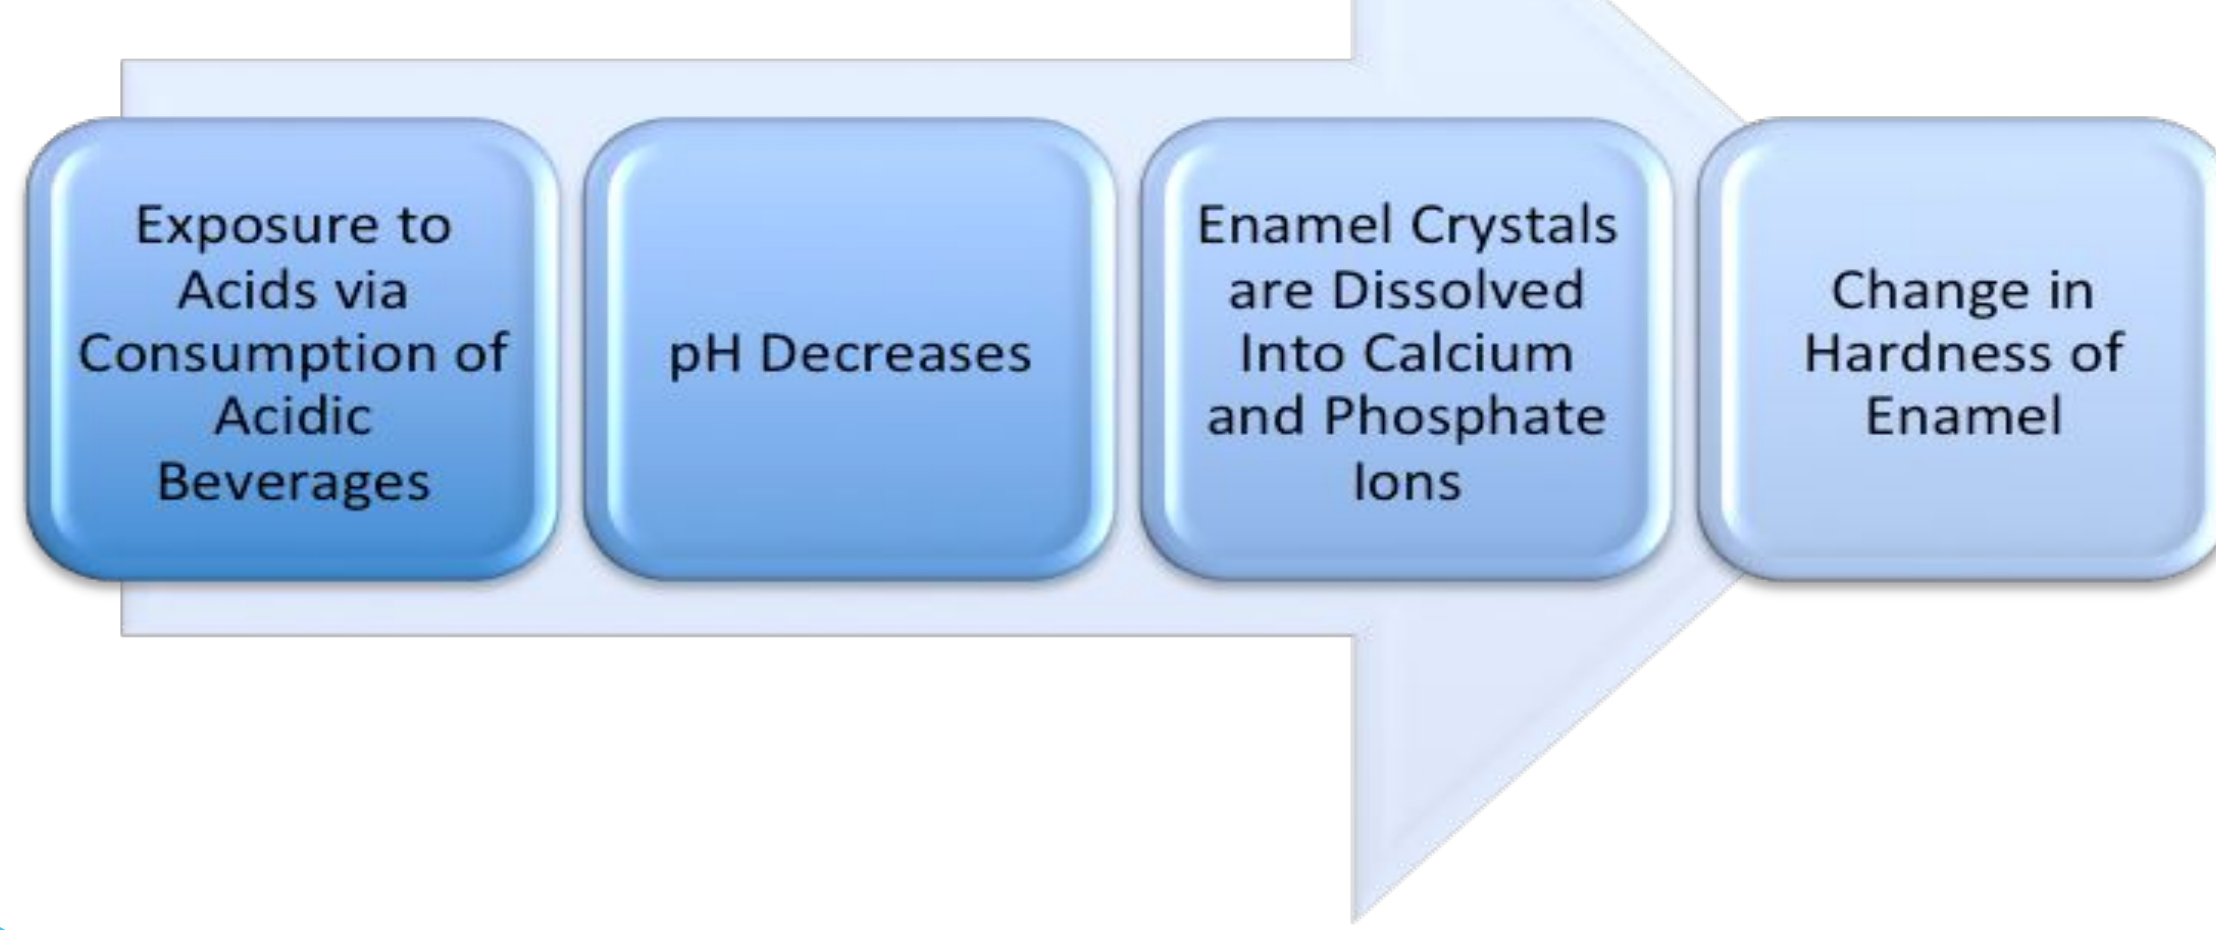 Exposure to
Acids via
Consumption of
Acidic
Beverages
pH Decreases
Enamel Crystals
are Dissolved
Into Calcium
and Phosphate
Ions
Change in
Hardness of
Enamel